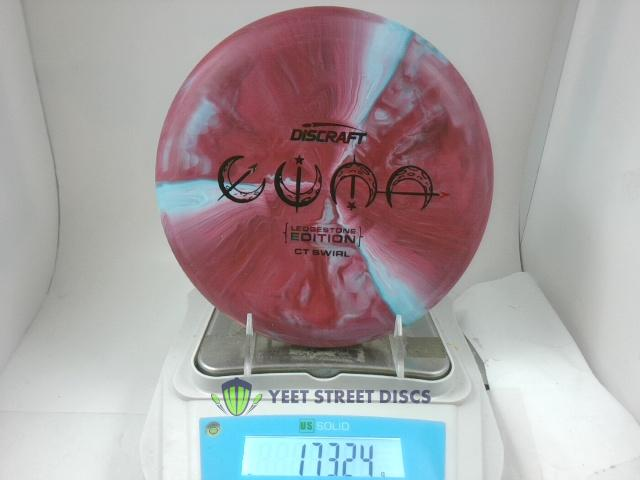 DISCRAFT
LUNA
LEDGESTONE
EDITION
CT SWIRL
YEET STREET DISCS
US SOLID
173.24 g